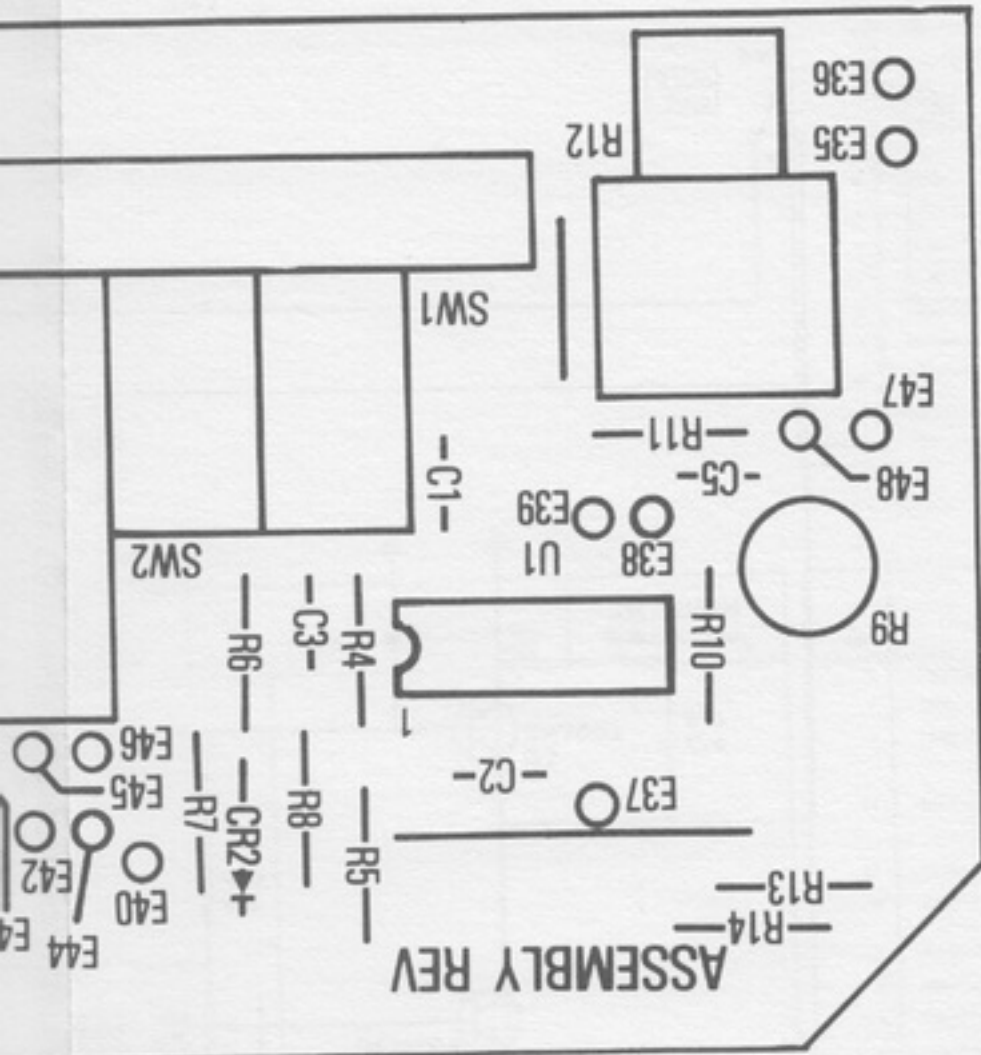 E36
E35
R12
SW1
E47
R11
E48
C5
C1
E39
E38
U1
SW2
R9
R6
C3
R4
R10
1
E46
E45
C2
E37
R7
CR2
R8
R5
E42
E40
E44
R13
R14
ASSEMBLY REV